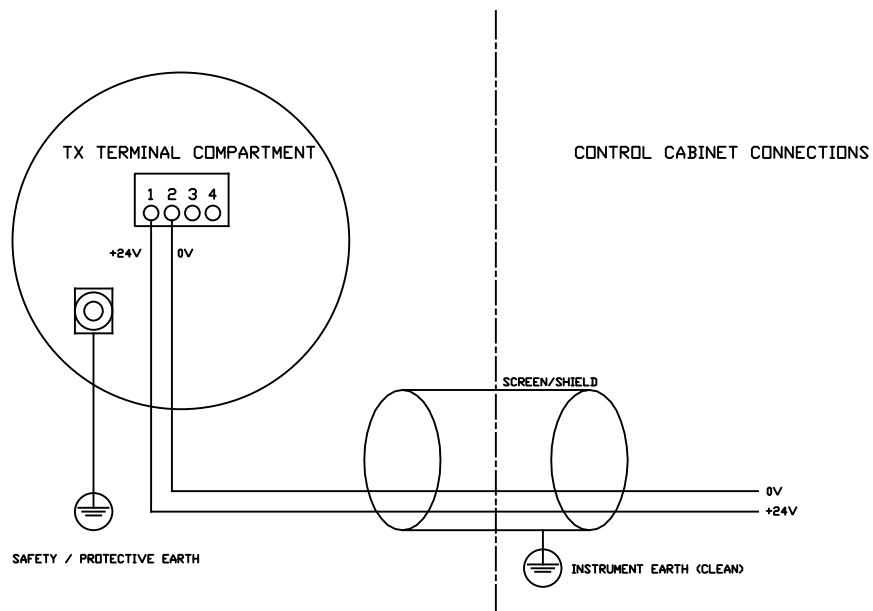 TX TERMINAL COMPARTMENT
CONTROL CABINET CONNECTIONS
1 2 3 4
+24V 0V
SCREEN/SHIELD
0V
+24V
SAFETY / PROTECTIVE EARTH
INSTRUMENT EARTH (CLEAN)